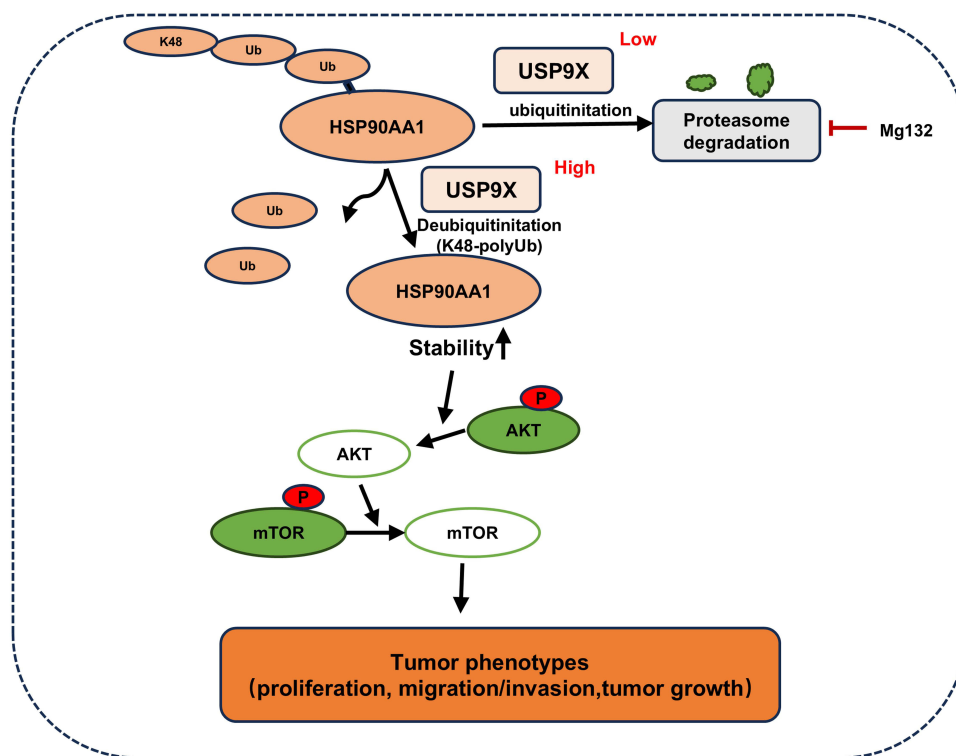 K48
Ub
Ub
Low
USP9X
HSP90AA1
ubiquitinitation
Proteasome
degradation
Mg132
High
USP9X
Ub
Deubiquitinitation
(K48-polyUb)
Ub
HSP90AA1
Stability
P
AKT
AKT
P
mTOR
mTOR
Tumor phenotypes
（proliferation, migration/invasion,tumor growth）